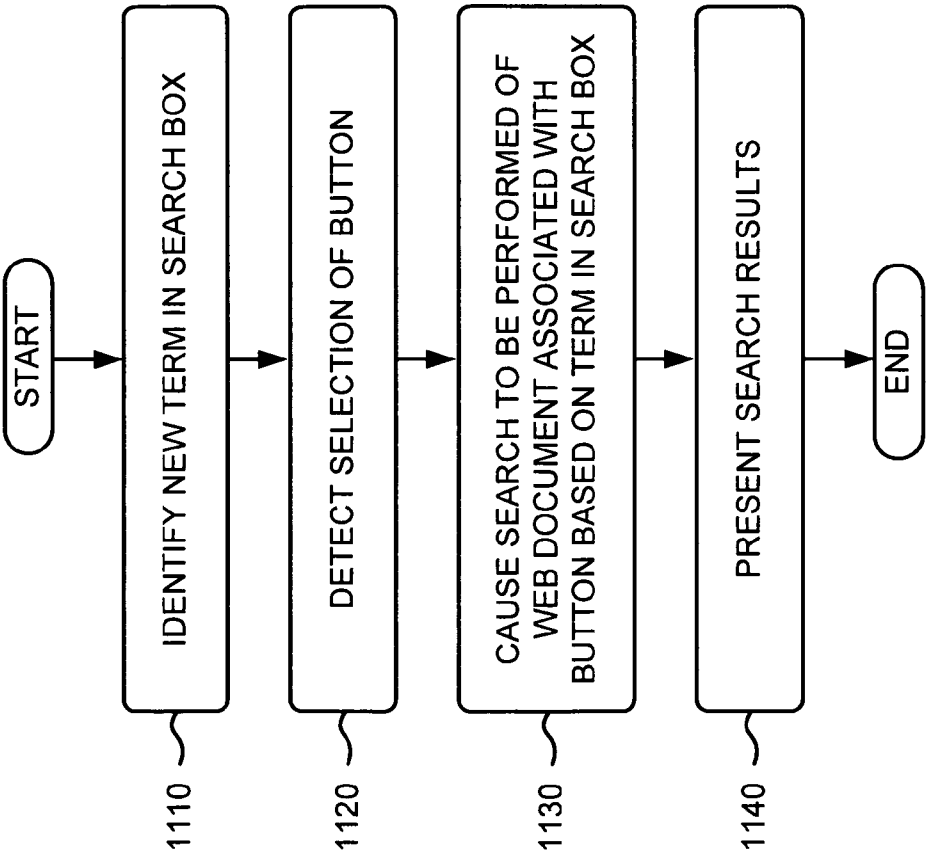 START
IDENTIFY NEW TERM IN SEARCH BOX
1110
DETECT SELECTION OF BUTTON
1120
CAUSE SEARCH TO BE PERFORMED OF
WEB DOCUMENT ASSOCIATED WITH
BUTTON BASED ON TERM IN SEARCH BOX
1130
PRESENT SEARCH RESULTS
1140
END